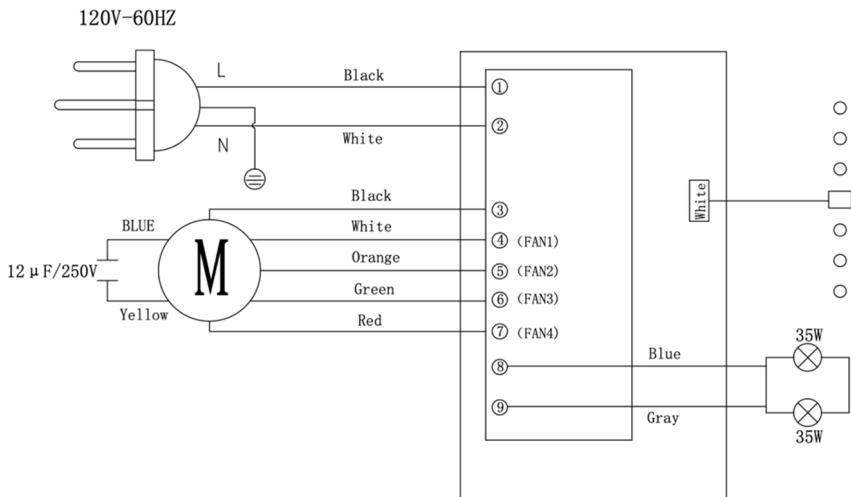 120V-60HZ
L
Black
①
②
N
White
Black
③
BLUE
White
④ (FAN1)
Orange
⑤ (FAN2)
12μF/250V
M
White
Green
⑥ (FAN3)
Yellow
Red
⑦ (FAN4)
35W
Blue
⑧
⑨
Gray
35W